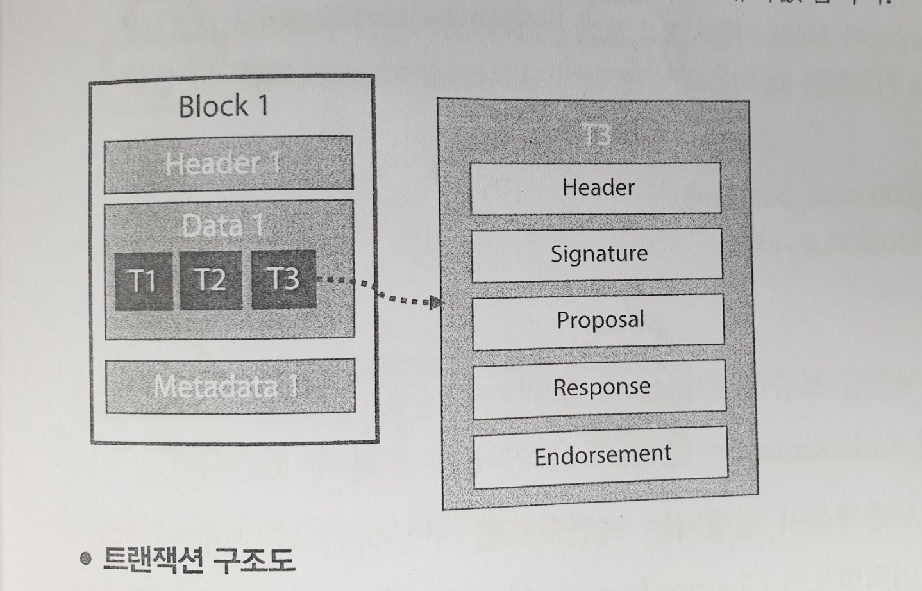 Block 1
Header 1
Data 1
T1 T2 T3
Metadata 1
T3
Header
Signature
Proposal
Response
Endorsement
● 트랜잭션 구조도